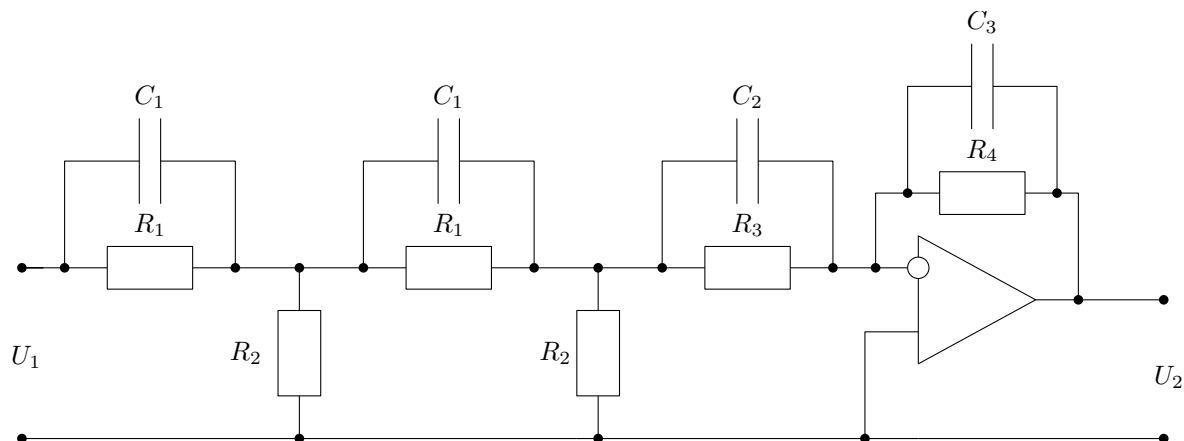 C₃
C₁
C₁
C₂
R₄
R₁
R₁
R₃
R₂
R₂
U₁
U₂